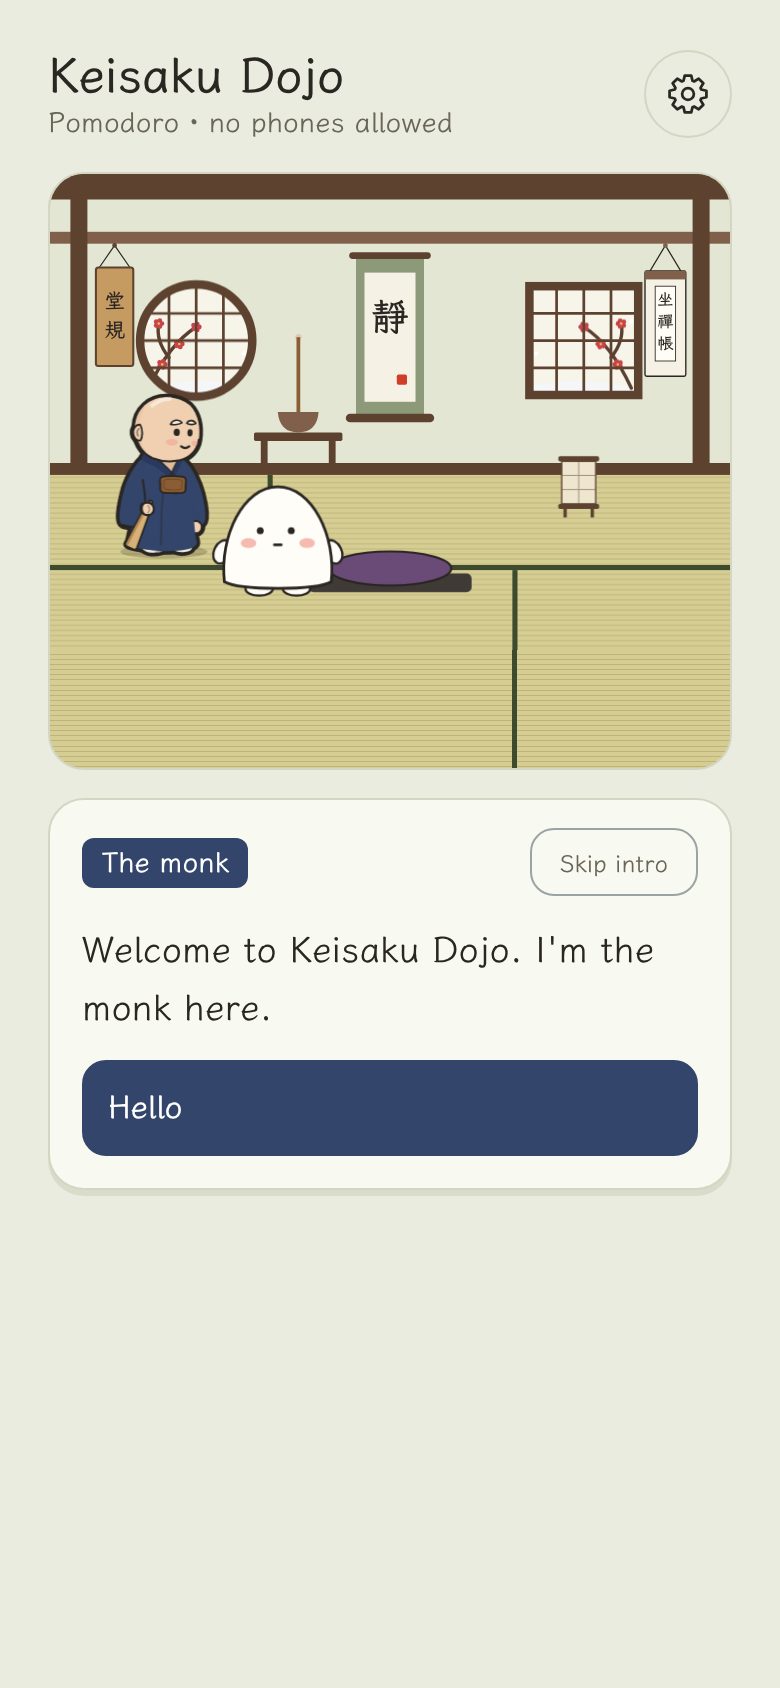 Keisaku Dojo
Pomodoro • no phones allowed
堂規
靜
坐禪帳
The monk
Skip intro
Welcome to Keisaku Dojo. I'm the
monk here.
Hello